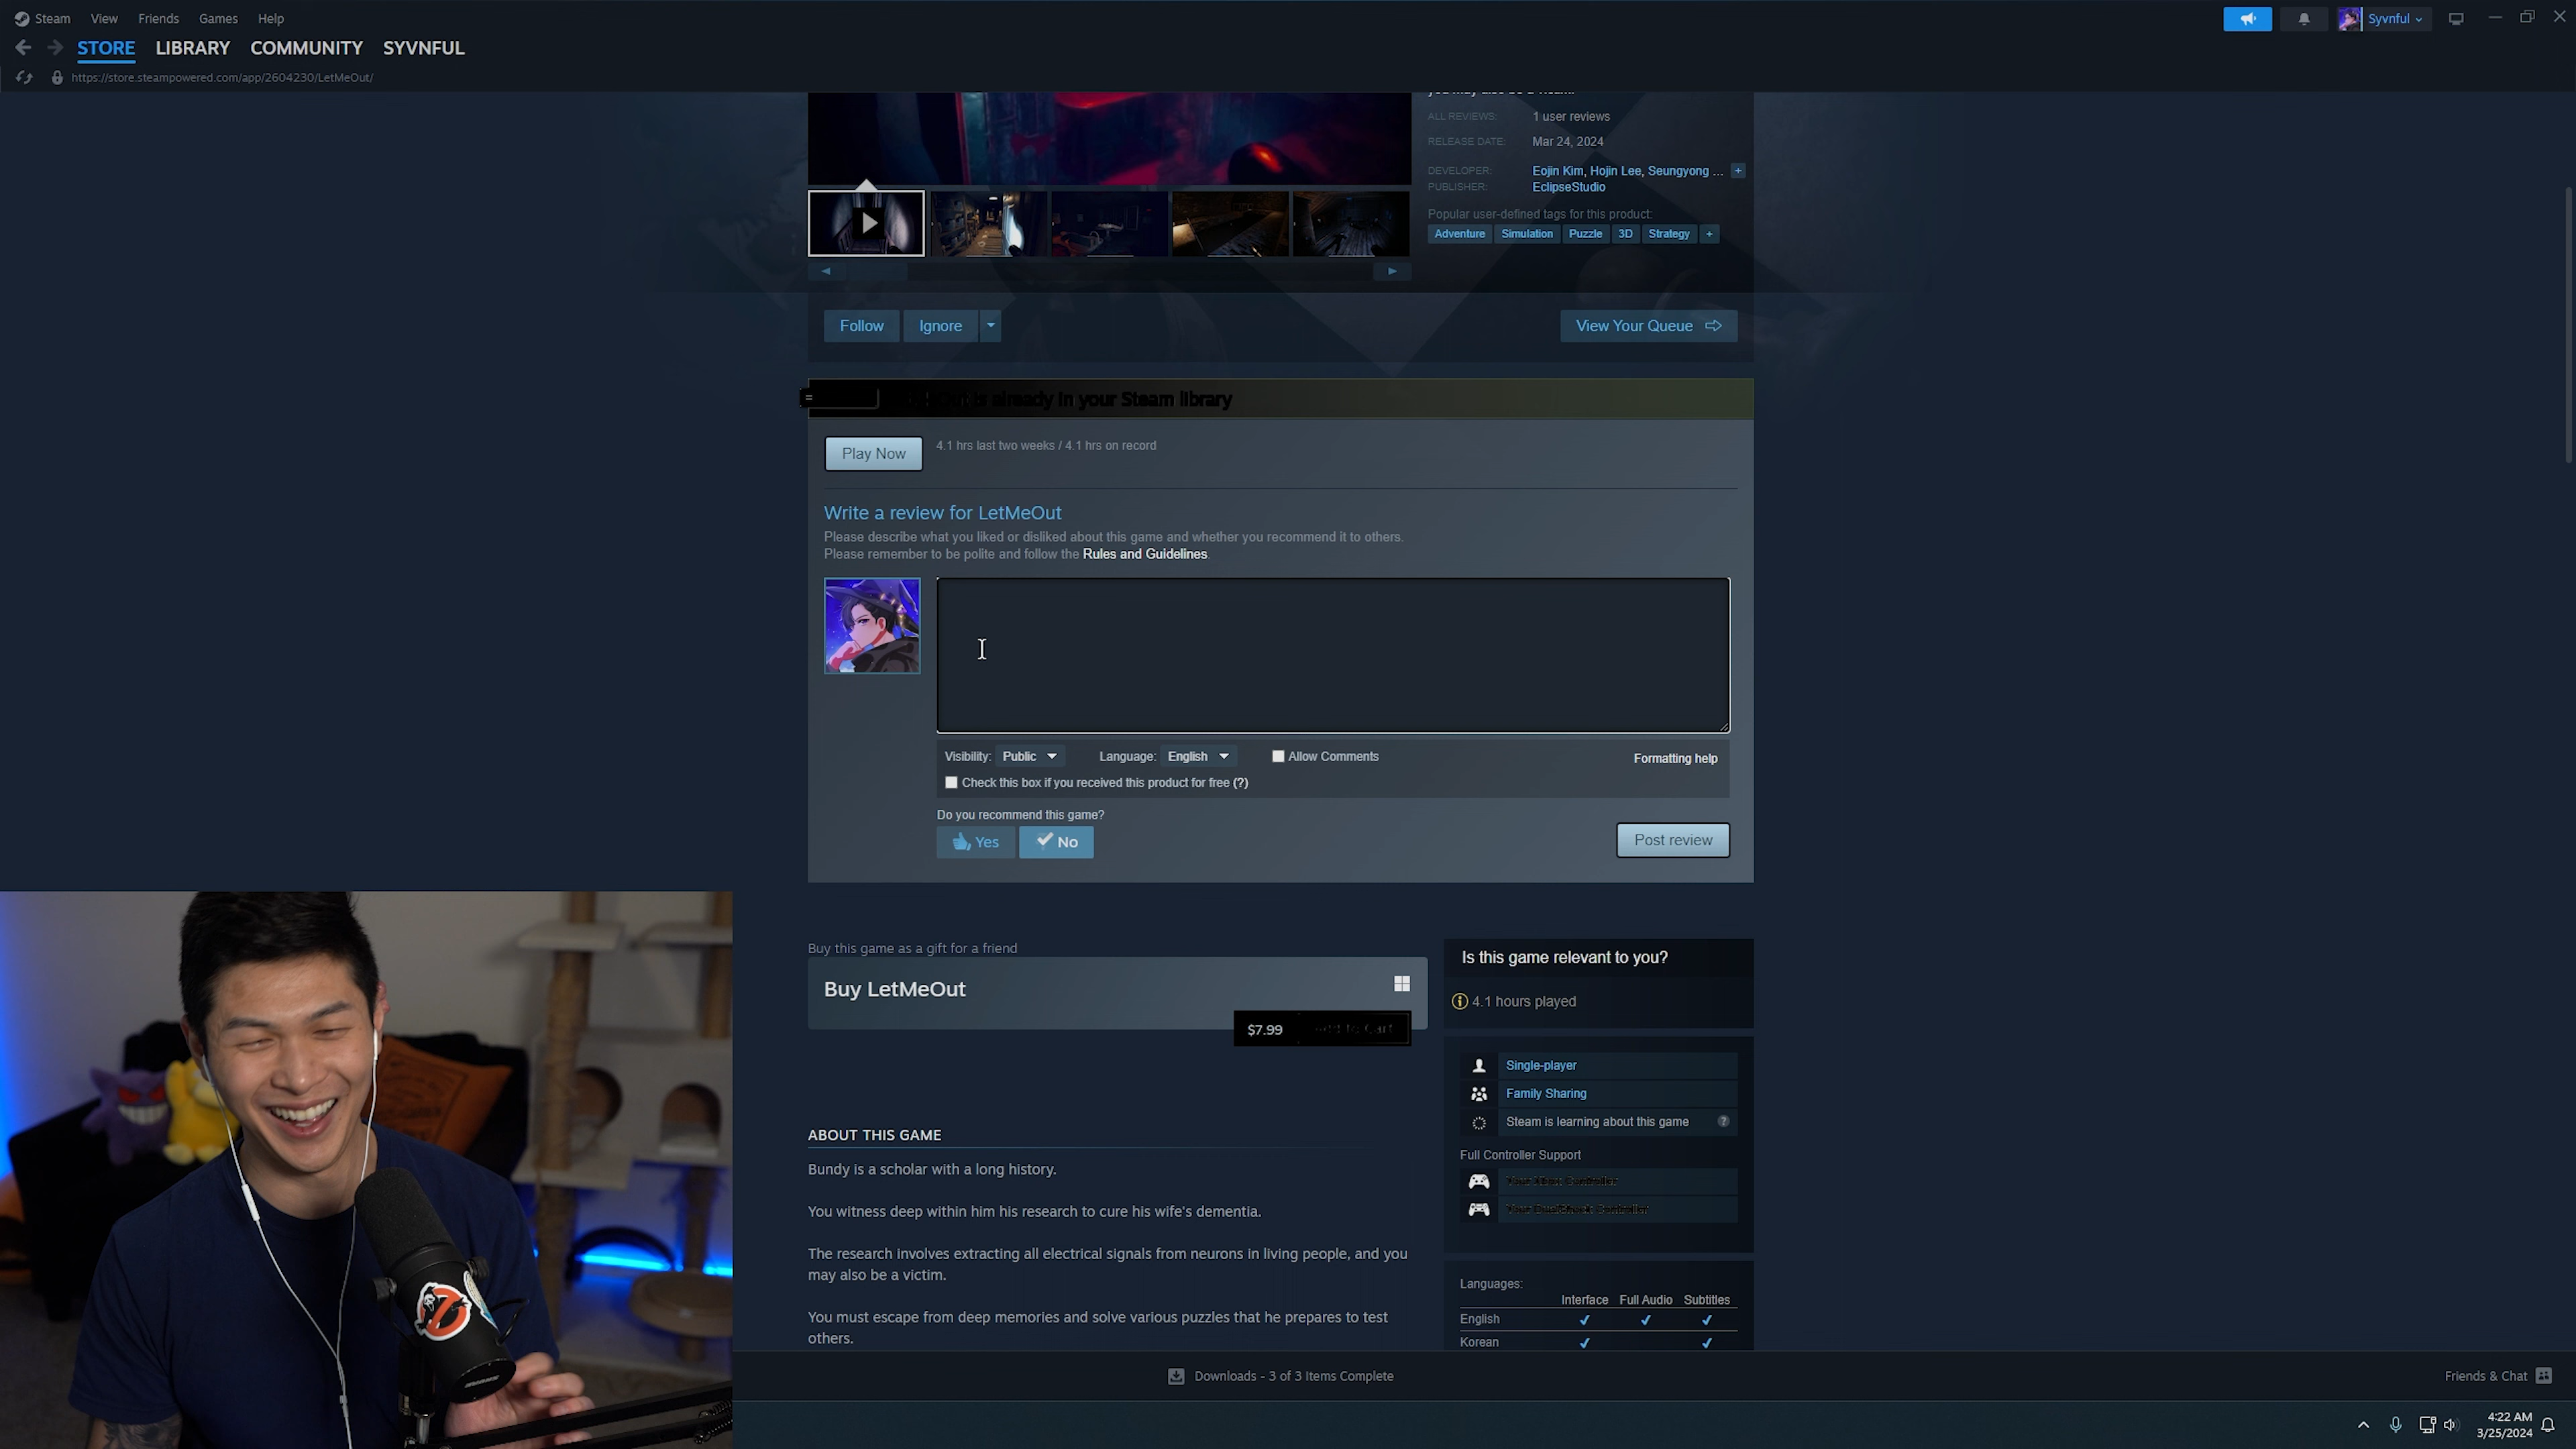 Steam View Friends Games Help
Syvnful
STORE LIBRARY COMMUNITY SYVNFUL
https://store.steampowered.com/app/2604230/LetMeOut/
ALL REVIEWS: 1 user reviews
RELEASE DATE: Mar 24, 2024
DEVELOPER: Eojin Kim, Hojin Lee, Seungyong ... +
PUBLISHER: EclipseStudio
Popular user-defined tags for this product:
Adventure Simulation Puzzle 3D Strategy +
Follow Ignore View Your Queue
already in your Steam library
Play Now 4.1 hrs last two weeks / 4.1 hrs on record
Write a review for LetMeOut
Please describe what you liked or disliked about this game and whether you recommend it to others.
Please remember to be polite and follow the Rules and Guidelines.
Visibility: Public Language: English Allow Comments Formatting help
Check this box if you received this product for free (?)
Do you recommend this game?
Yes No Post review
Buy this game as a gift for a friend
Buy LetMeOut
$7.99 Add to Cart
Is this game relevant to you?
4.1 hours played
Single-player
Family Sharing
Steam is learning about this game ?
Full Controller Support
Your Xbox Controller
Your DualShock Controller
Languages:
Interface Full Audio Subtitles
English ✔ ✔ ✔
Korean ✔ ✔
ABOUT THIS GAME
Bundy is a scholar with a long history.
You witness deep within him his research to cure his wife's dementia.
The research involves extracting all electrical signals from neurons in living people, and you
may also be a victim.
You must escape from deep memories and solve various puzzles that he prepares to test
others.
Downloads - 3 of 3 Items Complete
Friends & Chat
4:22 AM
3/25/2024